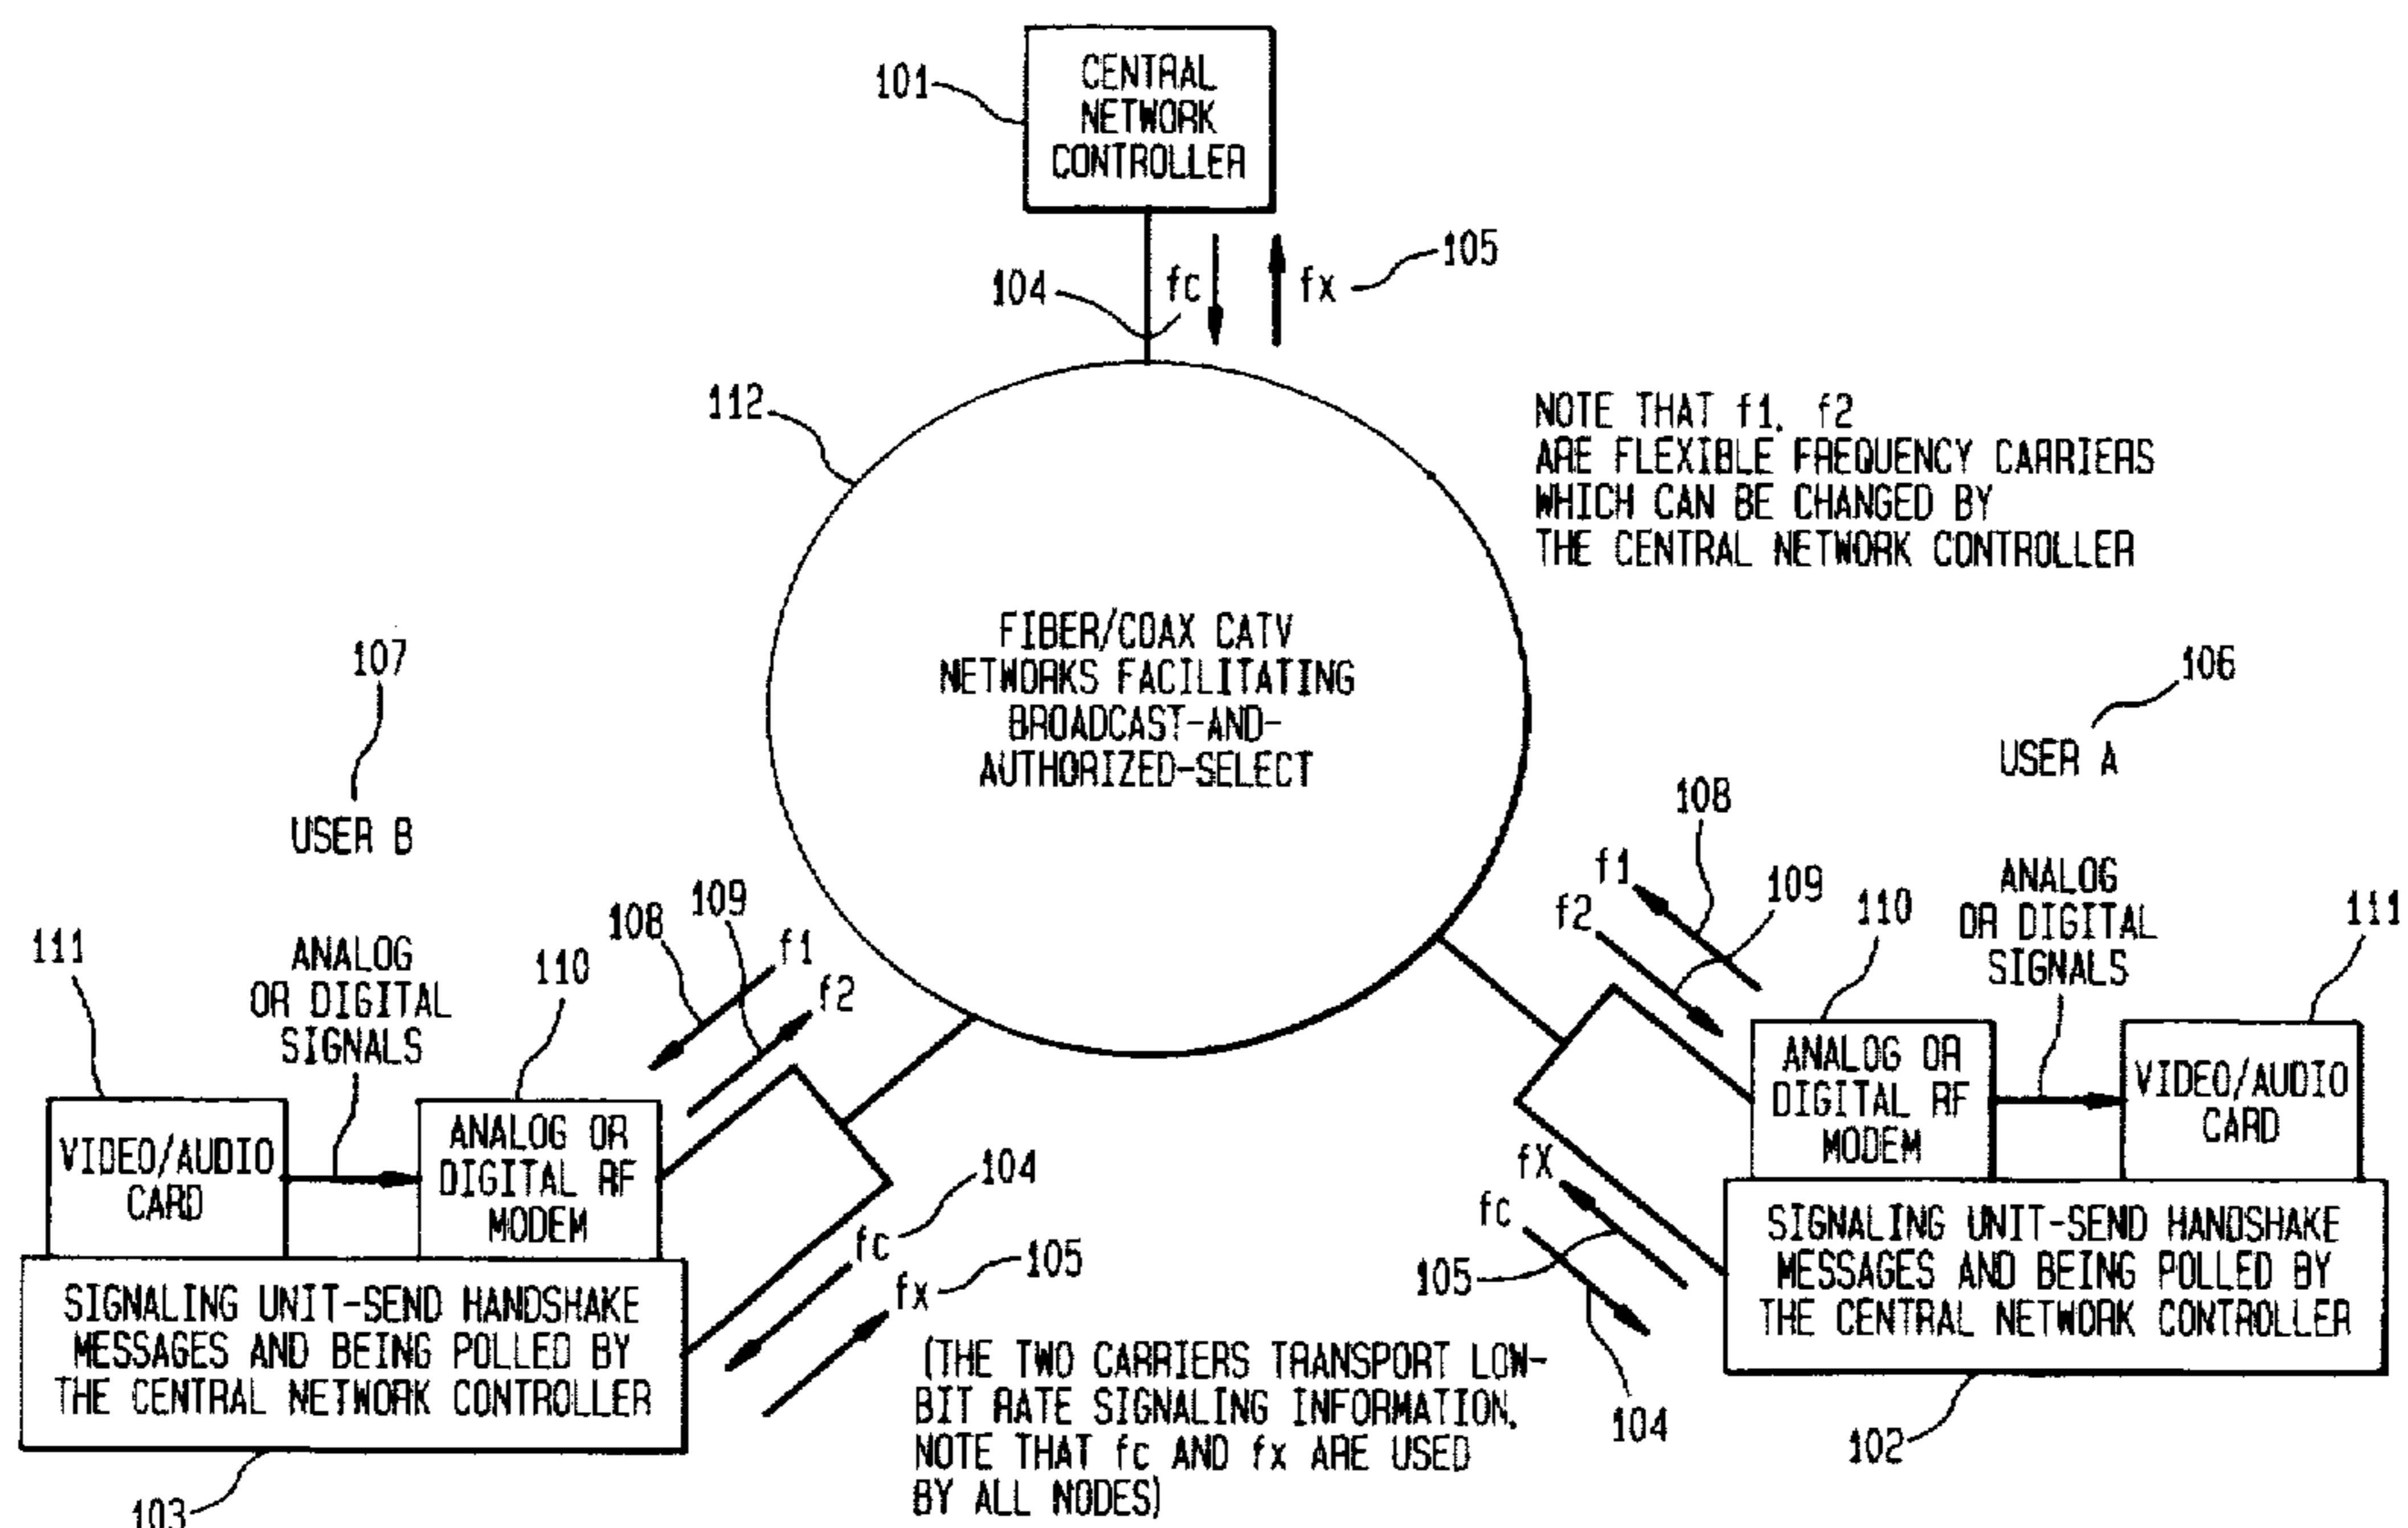 101
CENTRAL
NETWORK
CONTROLLER
104
fc
fx
105
112
NOTE THAT f1, f2
ARE FLEXIBLE FREQUENCY CARRIERS
WHICH CAN BE CHANGED BY
THE CENTRAL NETWORK CONTROLLER
FIBER/COAX CATV
NETWORKS FACILITATING
BROADCAST-AND-
AUTHORIZED-SELECT
107
USER B
106
USER A
111
ANALOG
OR DIGITAL
SIGNALS
110
108
109
f1
f2
VIDEO/AUDIO
CARD
ANALOG OR
DIGITAL RF
MODEM
SIGNALING UNIT-SEND HANDSHAKE
MESSAGES AND BEING POLLED BY
THE CENTRAL NETWORK CONTROLLER
103
fc
104
fx
105
(THE TWO CARRIERS TRANSPORT LOW-
BIT RATE SIGNALING INFORMATION.
NOTE THAT fc AND fx ARE USED
BY ALL NODES)
108
f1
f2
109
110
ANALOG
OR DIGITAL
SIGNALS
111
ANALOG OR
DIGITAL RF
MODEM
VIDEO/AUDIO
CARD
fX
fc
105
104
SIGNALING UNIT-SEND HANDSHAKE
MESSAGES AND BEING POLLED BY
THE CENTRAL NETWORK CONTROLLER
102